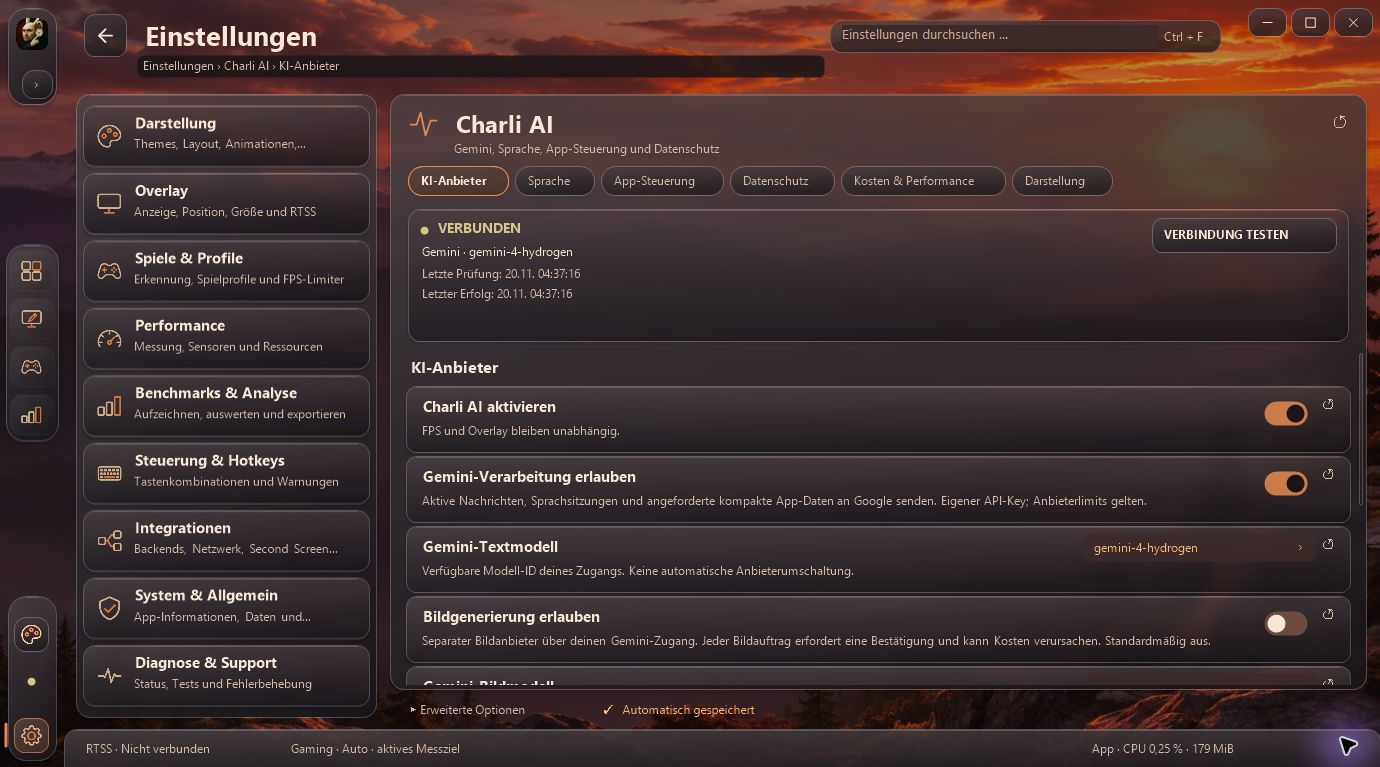 Einstellungen
Einstellungen durchsuchen ...
Ctrl + F
Einstellungen › Charli AI › KI-Anbieter
Darstellung
Themes, Layout, Animationen,...
Overlay
Anzeige, Position, Größe und RTSS
Spiele & Profile
Erkennung, Spielprofile und FPS-Limiter
Performance
Messung, Sensoren und Ressourcen
Benchmarks & Analyse
Aufzeichnen, auswerten und exportieren
Steuerung & Hotkeys
Tastenkombinationen und Warnungen
Integrationen
Backends, Netzwerk, Second Screen...
System & Allgemein
App-Informationen, Daten und...
Diagnose & Support
Status, Tests und Fehlerbehebung
Charli AI
Gemini, Sprache, App-Steuerung und Datenschutz
KI-Anbieter
Sprache
App-Steuerung
Datenschutz
Kosten & Performance
Darstellung
VERBUNDEN
VERBINDUNG TESTEN
Gemini · gemini-4-hydrogen
Letzte Prüfung: 20.11. 04:37:16
Letzter Erfolg: 20.11. 04:37:16
KI-Anbieter
Charli AI aktivieren
FPS und Overlay bleiben unabhängig.
Gemini-Verarbeitung erlauben
Aktive Nachrichten, Sprachsitzungen und angeforderte kompakte App-Daten an Google senden. Eigener API-Key; Anbieterlimits gelten.
Gemini-Textmodell
gemini-4-hydrogen
Verfügbare Modell-ID deines Zugangs. Keine automatische Anbieterumschaltung.
Bildgenerierung erlauben
Separater Bildanbieter über deinen Gemini-Zugang. Jeder Bildauftrag erfordert eine Bestätigung und kann Kosten verursachen. Standardmäßig aus.
Gemini-Bildmodell
▸ Erweiterte Optionen
✓ Automatisch gespeichert
RTSS · Nicht verbunden
Gaming · Auto · aktives Messziel
App · CPU 0,25 % · 179 MiB